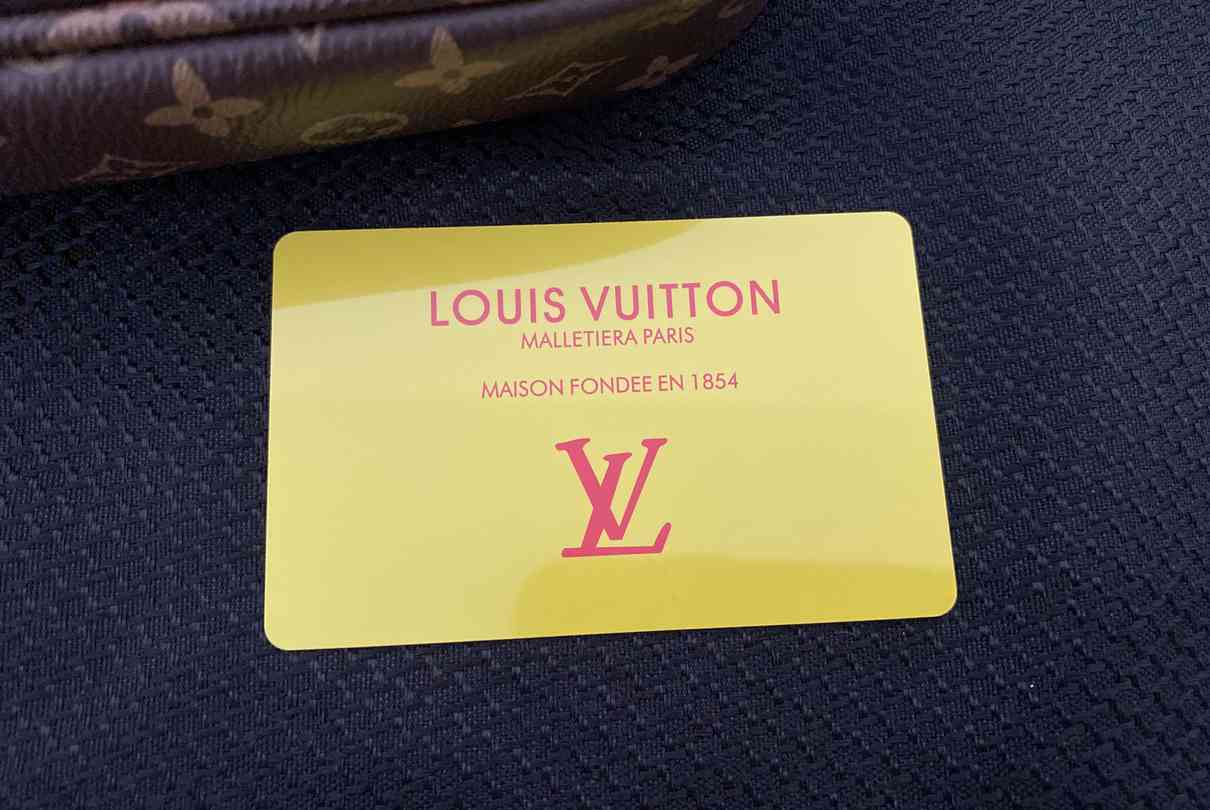 LOUIS VUITTON
MALLETIERA PARIS
MAISON FONDEE EN 1854
LV